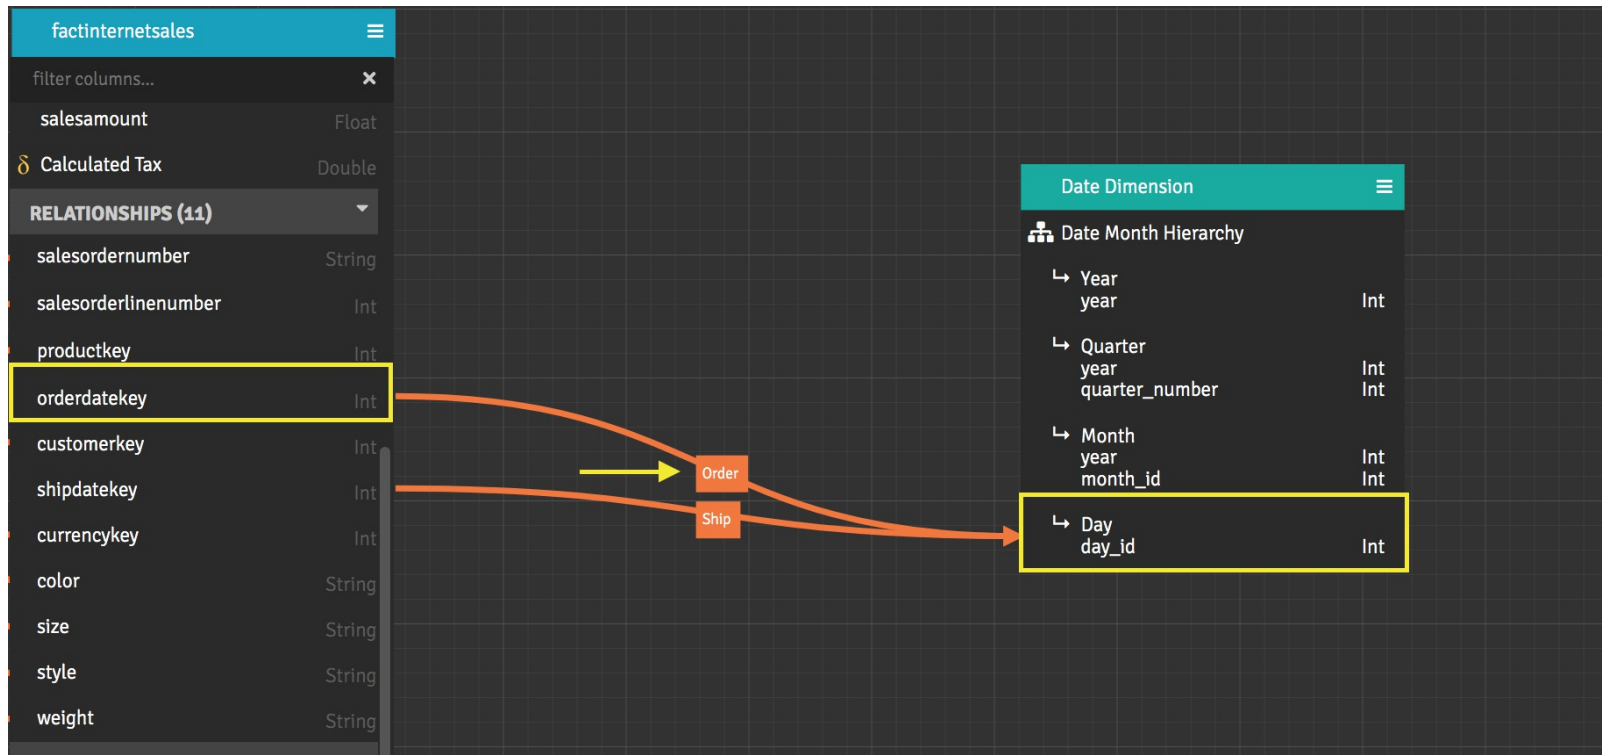 factinternetsales
filter columns...
salesamount Float
δ Calculated Tax Double
RELATIONSHIPS (11)
salesordernumber String
salesorderlinenumber Int
productkey Int
orderdatekey Int
customerkey Int
shipdatekey Int
currencykey Int
color String
size String
style String
weight String
Order
Ship
Date Dimension
Date Month Hierarchy
Year
year Int
Quarter
year Int
quarter_number Int
Month
year Int
month_id Int
Day
day_id Int